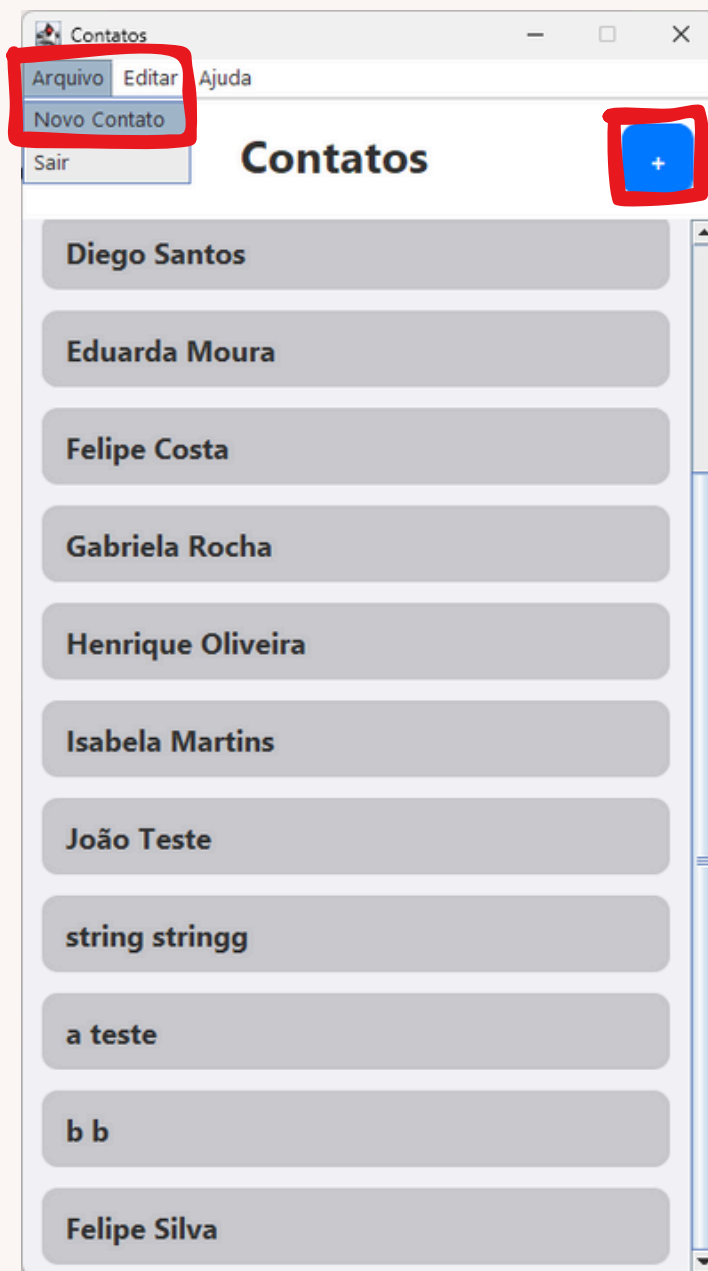 Contatos
Arquivo Editar Ajuda
Novo Contato
Sair
Contatos
+
Diego Santos
Eduarda Moura
Felipe Costa
Gabriela Rocha
Henrique Oliveira
Isabela Martins
João Teste
string stringg
a teste
b b
Felipe Silva